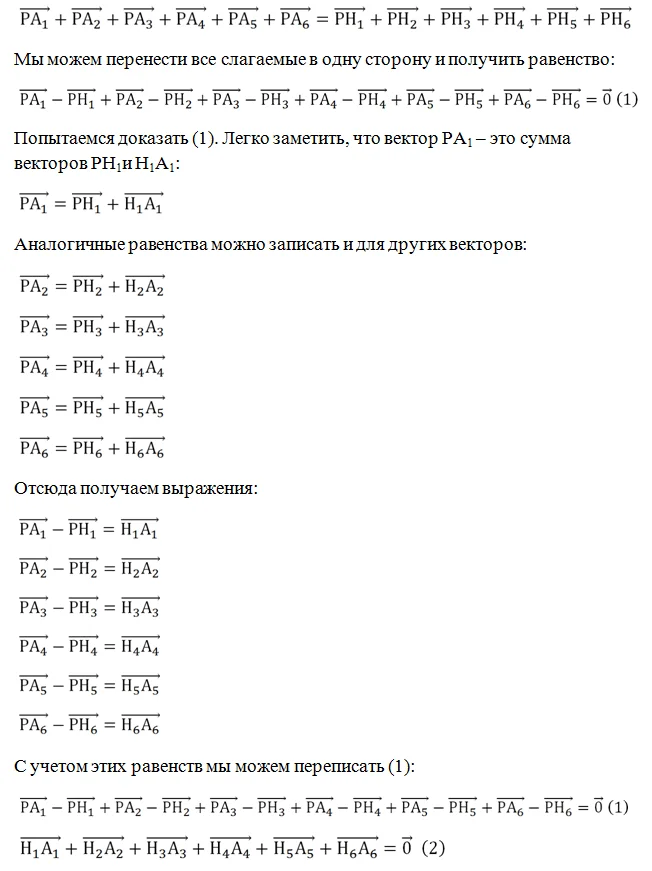 $\overrightarrow{PA_1} + \overrightarrow{PA_2} + \overrightarrow{PA_3} + \overrightarrow{PA_4} + \overrightarrow{PA_5} + \overrightarrow{PA_6} = \overrightarrow{PH_1} + \overrightarrow{PH_2} + \overrightarrow{PH_3} + \overrightarrow{PH_4} + \overrightarrow{PH_5} + \overrightarrow{PH_6}$
Мы можем перенести все слагаемые в одну сторону и получить равенство:
$\overrightarrow{PA_1} - \overrightarrow{PH_1} + \overrightarrow{PA_2} - \overrightarrow{PH_2} + \overrightarrow{PA_3} - \overrightarrow{PH_3} + \overrightarrow{PA_4} - \overrightarrow{PH_4} + \overrightarrow{PA_5} - \overrightarrow{PH_5} + \overrightarrow{PA_6} - \overrightarrow{PH_6} = \vec{0}$ (1)
Попытаемся доказать (1). Легко заметить, что вектор PA₁ – это сумма
векторов PH₁и H₁A₁:
$\overrightarrow{PA_1} = \overrightarrow{PH_1} + \overrightarrow{H_1A_1}$
Аналогичные равенства можно записать и для других векторов:
$\overrightarrow{PA_2} = \overrightarrow{PH_2} + \overrightarrow{H_2A_2}$
$\overrightarrow{PA_3} = \overrightarrow{PH_3} + \overrightarrow{H_3A_3}$
$\overrightarrow{PA_4} = \overrightarrow{PH_4} + \overrightarrow{H_4A_4}$
$\overrightarrow{PA_5} = \overrightarrow{PH_5} + \overrightarrow{H_5A_5}$
$\overrightarrow{PA_6} = \overrightarrow{PH_6} + \overrightarrow{H_6A_6}$
Отсюда получаем выражения:
$\overrightarrow{PA_1} - \overrightarrow{PH_1} = \overrightarrow{H_1A_1}$
$\overrightarrow{PA_2} - \overrightarrow{PH_2} = \overrightarrow{H_2A_2}$
$\overrightarrow{PA_3} - \overrightarrow{PH_3} = \overrightarrow{H_3A_3}$
$\overrightarrow{PA_4} - \overrightarrow{PH_4} = \overrightarrow{H_4A_4}$
$\overrightarrow{PA_5} - \overrightarrow{PH_5} = \overrightarrow{H_5A_5}$
$\overrightarrow{PA_6} - \overrightarrow{PH_6} = \overrightarrow{H_6A_6}$
С учетом этих равенств мы можем переписать (1):
$\overrightarrow{PA_1} - \overrightarrow{PH_1} + \overrightarrow{PA_2} - \overrightarrow{PH_2} + \overrightarrow{PA_3} - \overrightarrow{PH_3} + \overrightarrow{PA_4} - \overrightarrow{PH_4} + \overrightarrow{PA_5} - \overrightarrow{PH_5} + \overrightarrow{PA_6} - \overrightarrow{PH_6} = \vec{0}$ (1)
$\overrightarrow{H_1A_1} + \overrightarrow{H_2A_2} + \overrightarrow{H_3A_3} + \overrightarrow{H_4A_4} + \overrightarrow{H_5A_5} + \overrightarrow{H_6A_6} = \vec{0}$ (2)